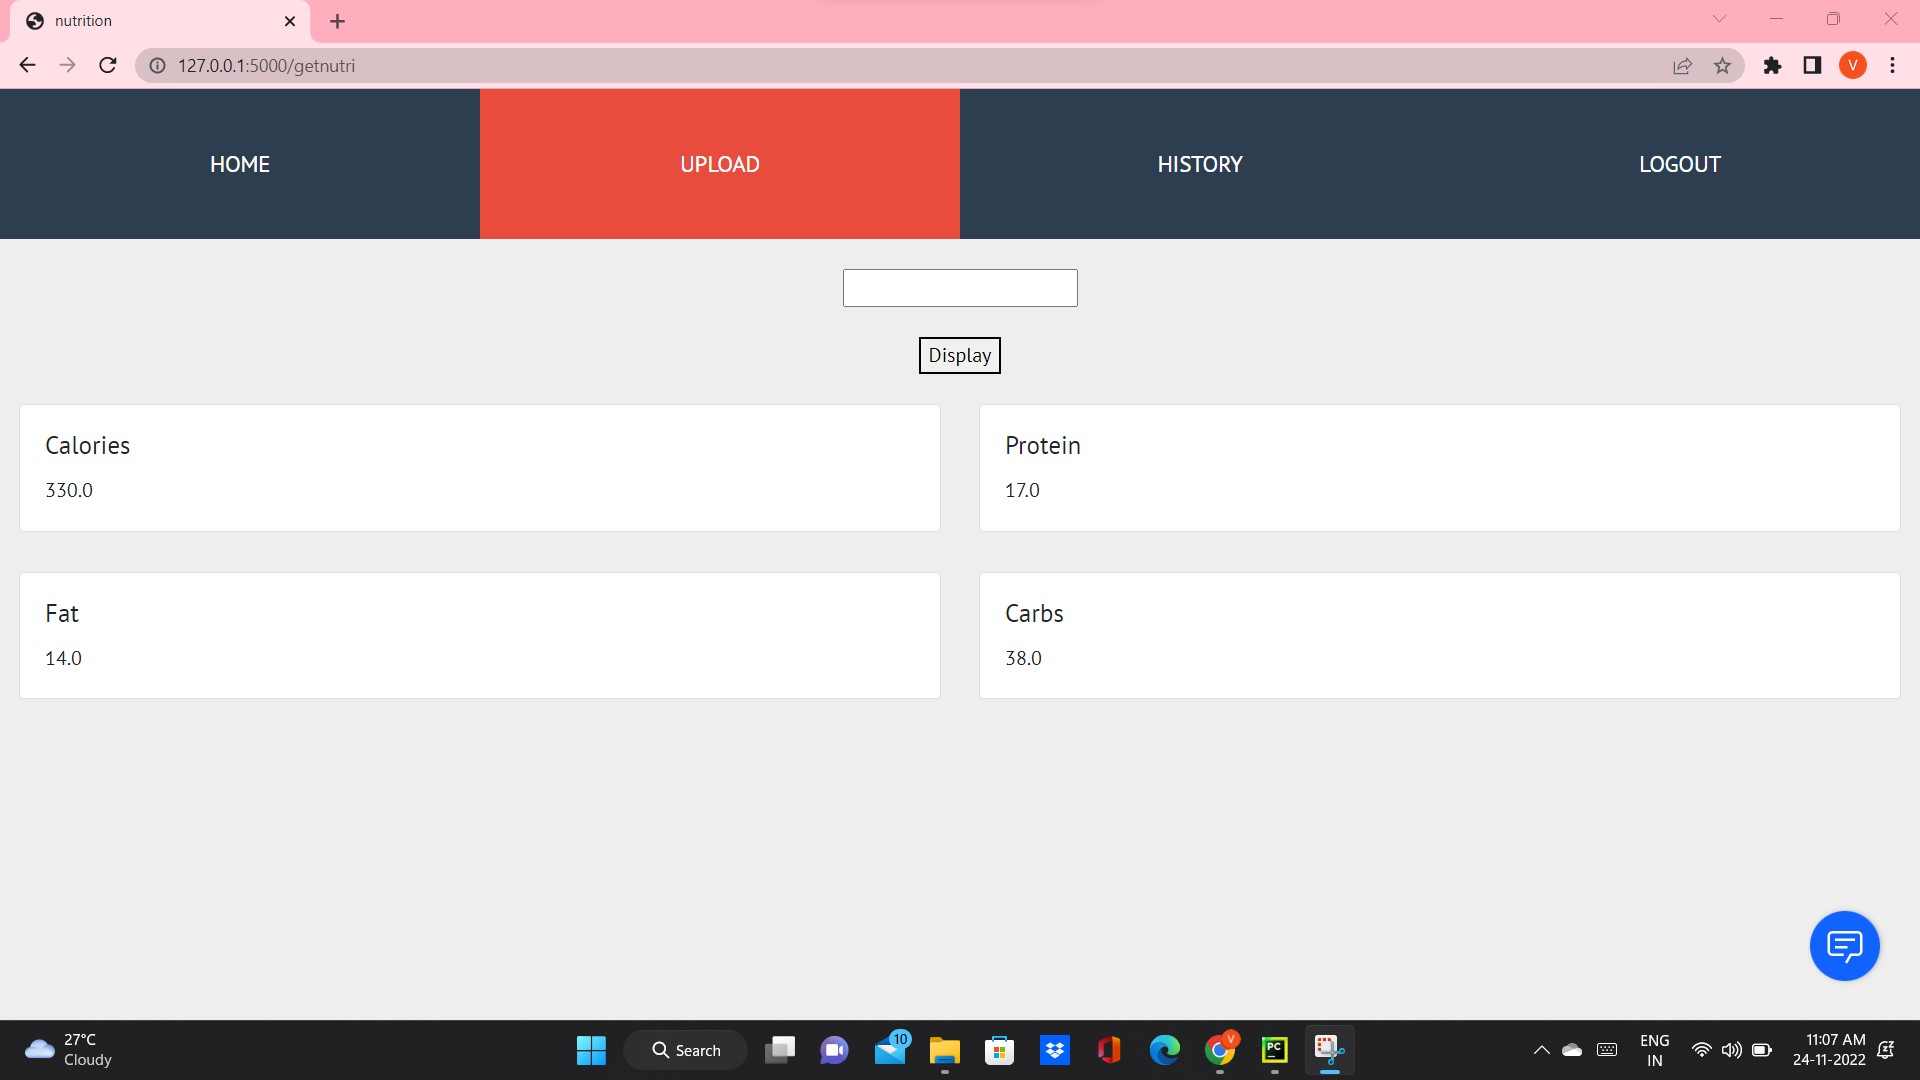 nutrition
127.0.0.1:5000/getnutri
V
HOME
UPLOAD
HISTORY
LOGOUT
Display
Calories
330.0
Protein
17.0
Fat
14.0
Carbs
38.0
27°C
Cloudy
Search
10
V
PC
ENG
IN
11:07 AM
24-11-2022